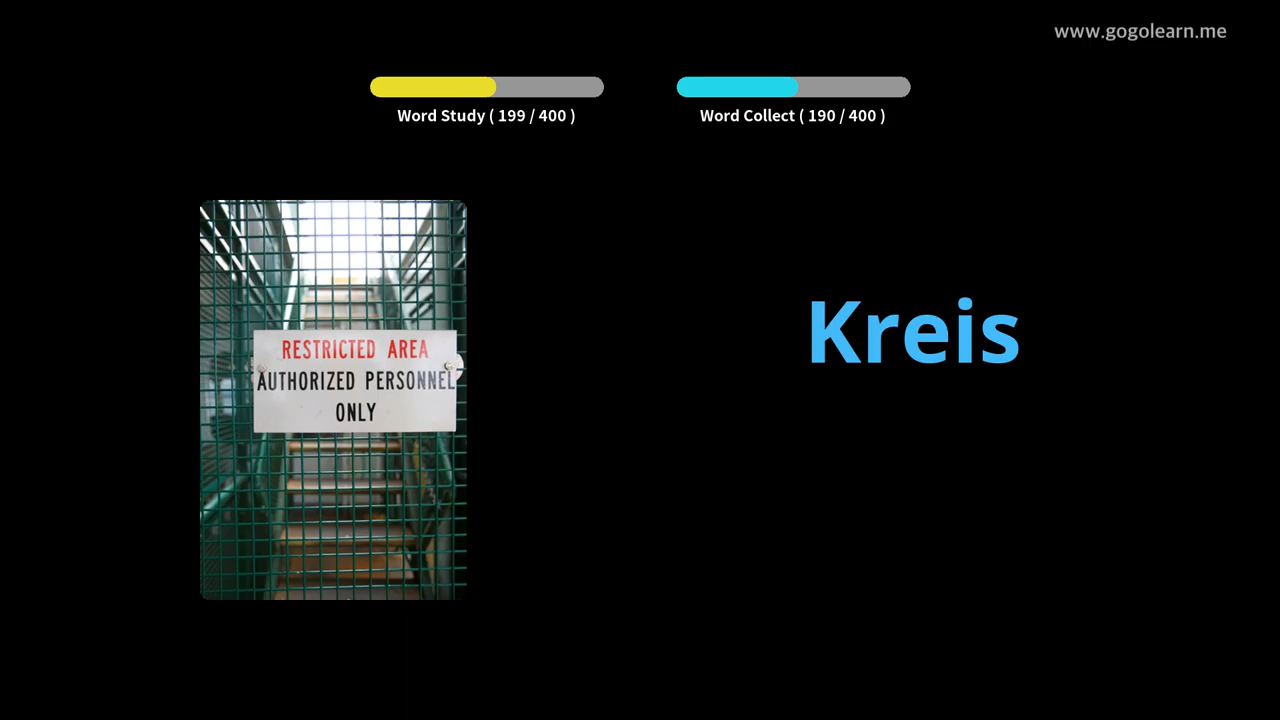 www.gogolearn.me
Word Study ( 199 / 400 )
Word Collect ( 190 / 400 )
RESTRICTED AREA
AUTHORIZED PERSONNEL
ONLY
Kreis